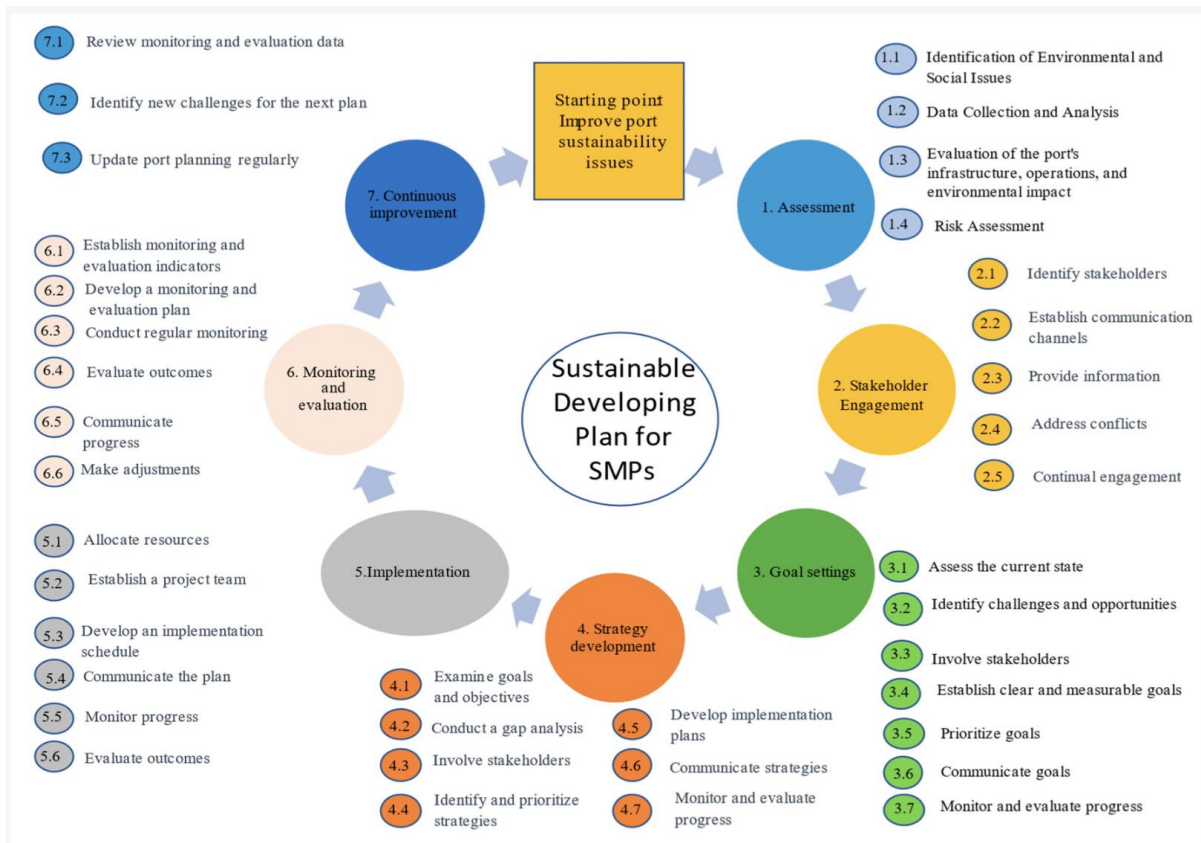 Starting point:
Improve port
sustainability
issues
1. Assessment
1.1 Identification of Environmental and
Social Issues
1.2 Data Collection and Analysis
1.3 Evaluation of the port's
infrastructure, operations, and
environmental impact
1.4 Risk Assessment
2. Stakeholder
Engagement
2.1 Identify stakeholders
2.2 Establish communication
channels
2.3 Provide information
2.4 Address conflicts
2.5 Continual engagement
3. Goal settings
3.1 Assess the current state
3.2 Identify challenges and opportunities
3.3 Involve stakeholders
3.4 Establish clear and measurable goals
3.5 Prioritize goals
3.6 Communicate goals
3.7 Monitor and evaluate progress
4. Strategy
development
4.1 Examine goals
and objectives
4.2 Conduct a gap analysis
4.3 Involve stakeholders
4.4 Identify and prioritize
strategies
4.5 Develop implementation
plans
4.6 Communicate strategies
4.7 Monitor and evaluate
progress
5.Implementation
5.1 Allocate resources
5.2 Establish a project team
5.3 Develop an implementation
schedule
5.4 Communicate the plan
5.5 Monitor progress
5.6 Evaluate outcomes
6. Monitoring
and
evaluation
6.1 Establish monitoring and
evaluation indicators
6.2 Develop a monitoring and
evaluation plan
6.3 Conduct regular monitoring
6.4 Evaluate outcomes
6.5 Communicate
progress
6.6 Make adjustments
7. Continuous
improvement
7.1 Review monitoring and evaluation data
7.2 Identify new challenges for the next plan
7.3 Update port planning regularly
Sustainable
Developing
Plan for
SMPs